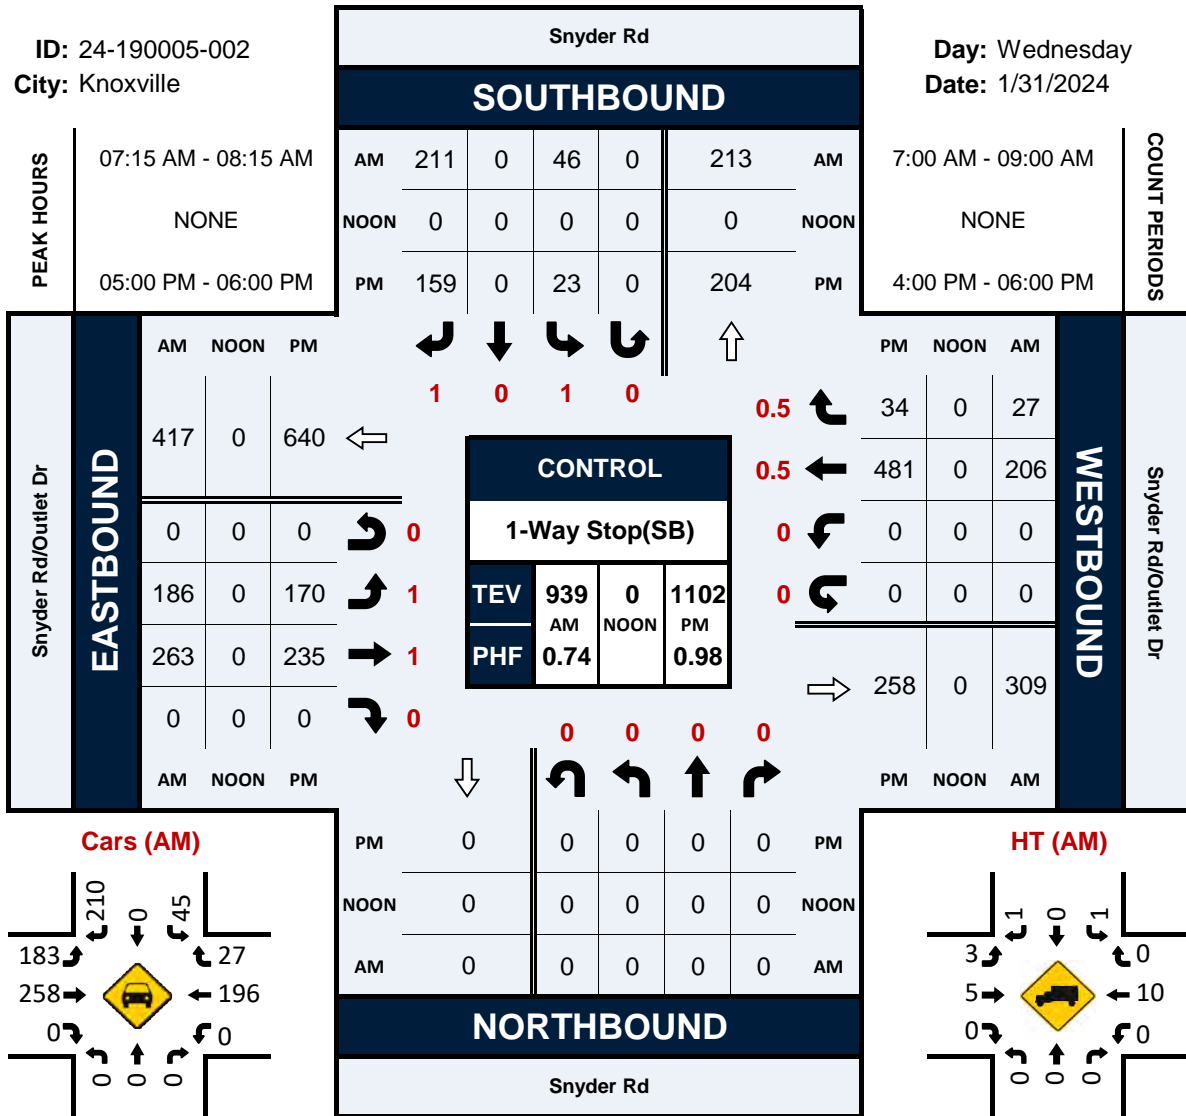 Snyder Rd
ID: 24-190005-002
City: Knoxville
Day: Wednesday
Date: 1/31/2024
SOUTHBOUND
PEAK HOURS
07:15 AM - 08:15 AM
NONE
05:00 PM - 06:00 PM
AM 211 0 46 0 213 AM
NOON 0 0 0 0 0 NOON
PM 159 0 23 0 204 PM
7:00 AM - 09:00 AM
NONE
4:00 PM - 06:00 PM
COUNT PERIODS
1 0 1 0
Snyder Rd/Outlet Dr
EASTBOUND
AM NOON PM
417 0 640
0 0 0 0
186 0 170 1
263 0 235 1
0 0 0 0
AM NOON PM
CONTROL
1-Way Stop(SB)
TEV 939 0 1102
AM NOON PM
PHF 0.74 0.98
PM NOON AM
0.5 34 0 27
0.5 481 0 206
0 0 0 0
0 0 0 0
258 0 309
PM NOON AM
WESTBOUND
Snyder Rd/Outlet Dr
0 0 0 0
PM 0 0 0 0 0 PM
NOON 0 0 0 0 0 NOON
AM 0 0 0 0 0 AM
NORTHBOUND
Snyder Rd
Cars (AM)
210 0 45
183 27
258 196
0 0
0 0 0
HT (AM)
1 0 1
3 0
5 10
0 0
0 0 0